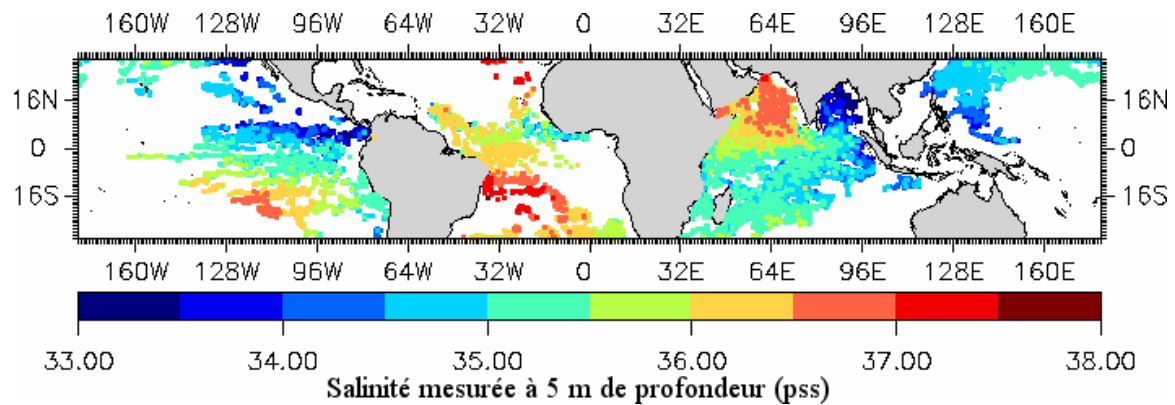 160W 128W 96W 64W 32W 0 32E 64E 96E 128E 160E
16N 16N
0 0
16S 16S
160W 128W 96W 64W 32W 0 32E 64E 96E 128E 160E
33.00 34.00 35.00 36.00 37.00 38.00
Salinité mesurée à 5 m de profondeur (pss)